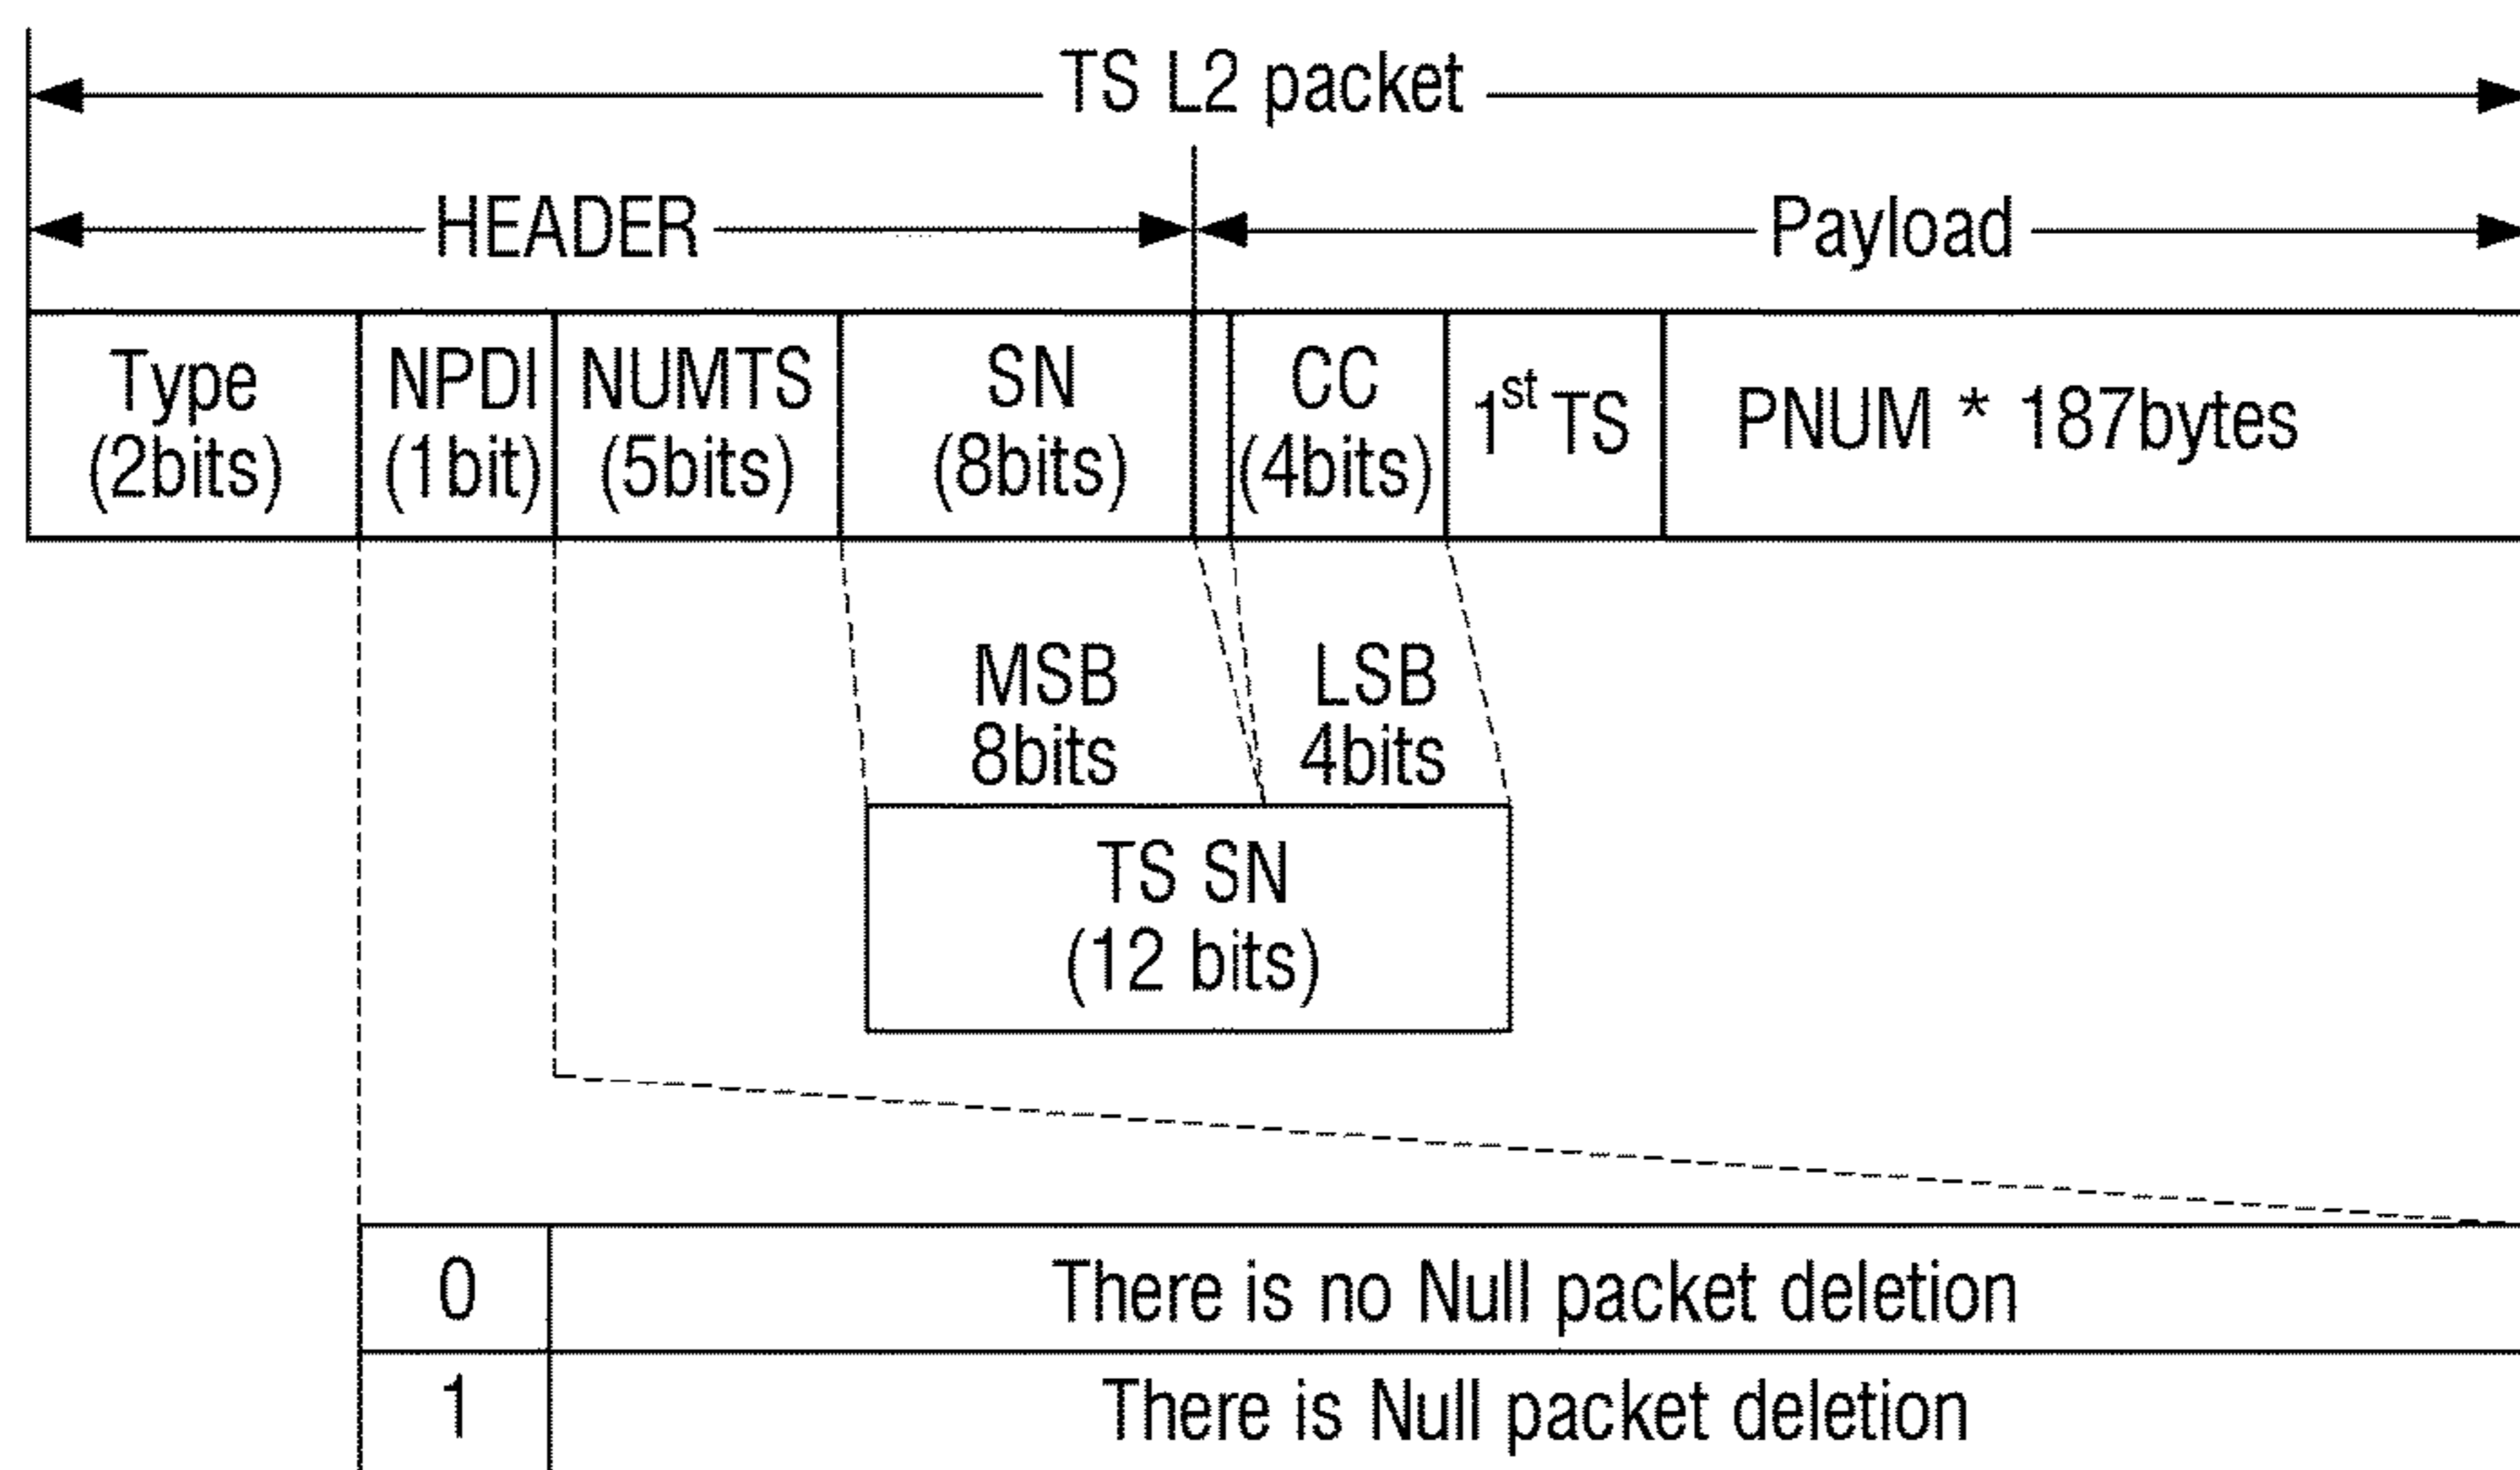 TS L2 packet
HEADER
Payload
Type
(2bits)
NPDI
(1bit)
NUMTS
(5bits)
SN
(8bits)
CC
(4bits)
1st TS
PNUM * 187bytes
MSB
8bits
LSB
4bits
TS SN
(12 bits)
0
There is no Null packet deletion
1
There is Null packet deletion